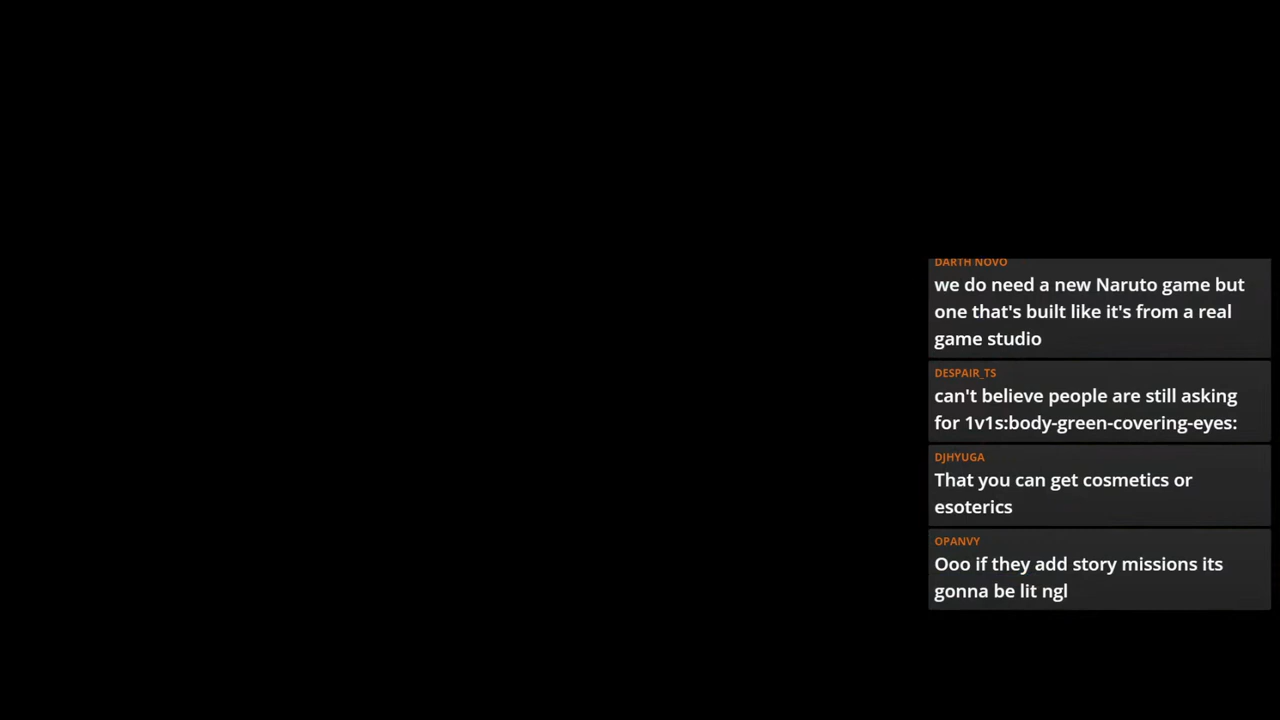 DARTH NOVO
we do need a new Naruto game but
one that's built like it's from a real
game studio
DESPAIR_TS
can't believe people are still asking
for 1v1s:body-green-covering-eyes:
DJHYUGA
That you can get cosmetics or
esoterics
OPANVY
Ooo if they add story missions its
gonna be lit ngl